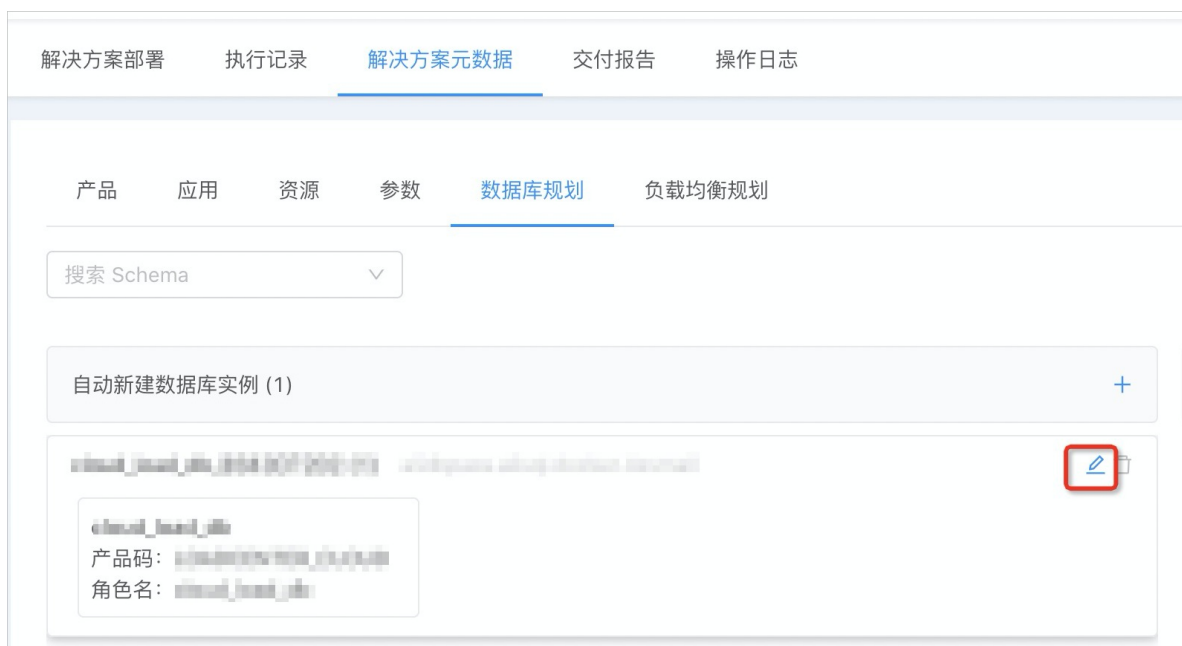 解决方案部署 执行记录 解决方案元数据 交付报告 操作日志
产品 应用 资源 参数 数据库规划 负载均衡规划
搜索 Schema
自动新建数据库实例 (1)
产品码：
角色名：